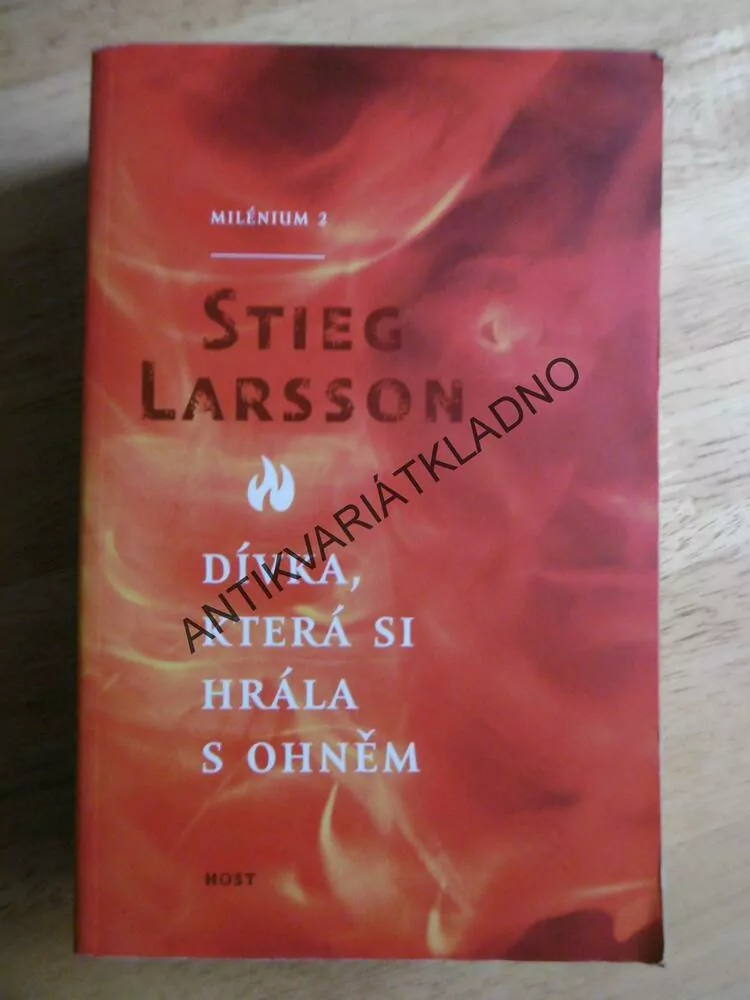 MILÉNIUM 2
STIEG
LARSSON
DÍVKA,
KTERÁ SI
HRÁLA
S OHNĚM
HOST
ANTIKVARIÁTKLADNO